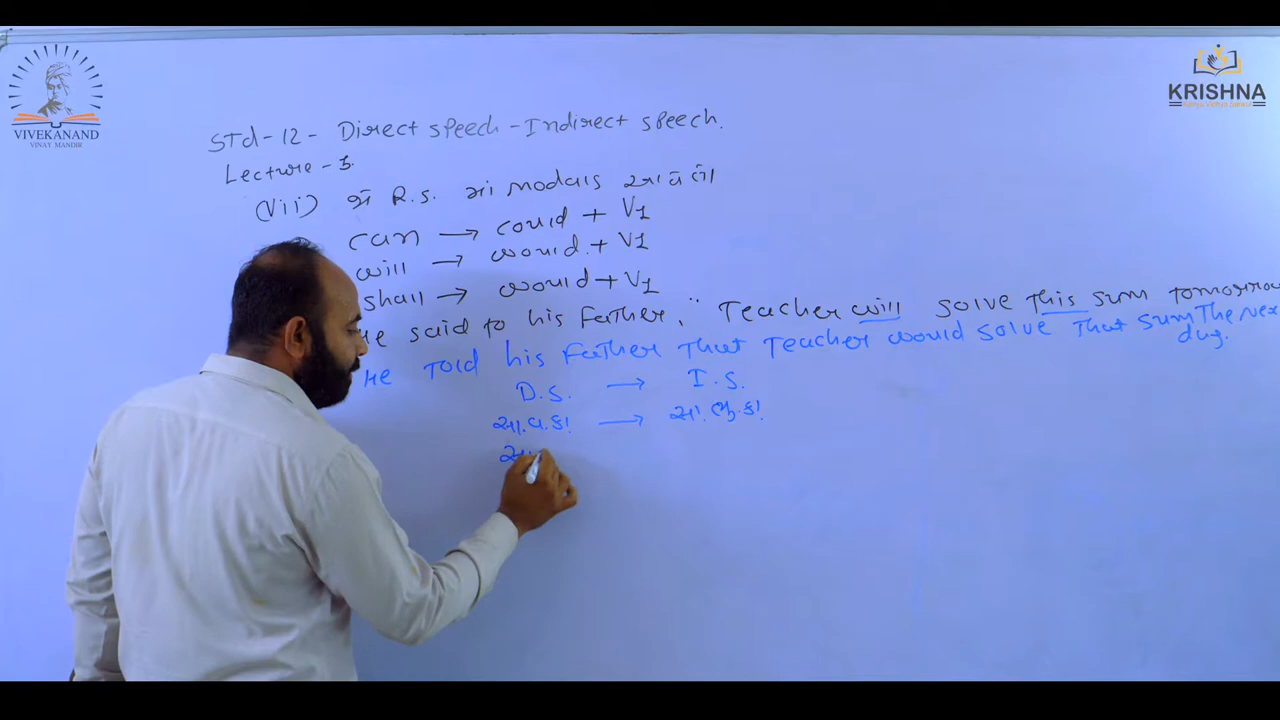 VIVEKANAND
VINAY MANDIR
KRISHNA
STd-12 - Direct speech - Indirect speech.
Lecture - 3.
(Vii) જો R.S. માં modals આવે તો
can → could + V1
will → would + V1
shall → would + V1
He said to his Father, "Teacher will solve this sum tomorrow
He told his Father that Teacher would solve That sum The nex
day.
D.S. → I.S.
સા.વ.કા → સા.ભૂ.કા